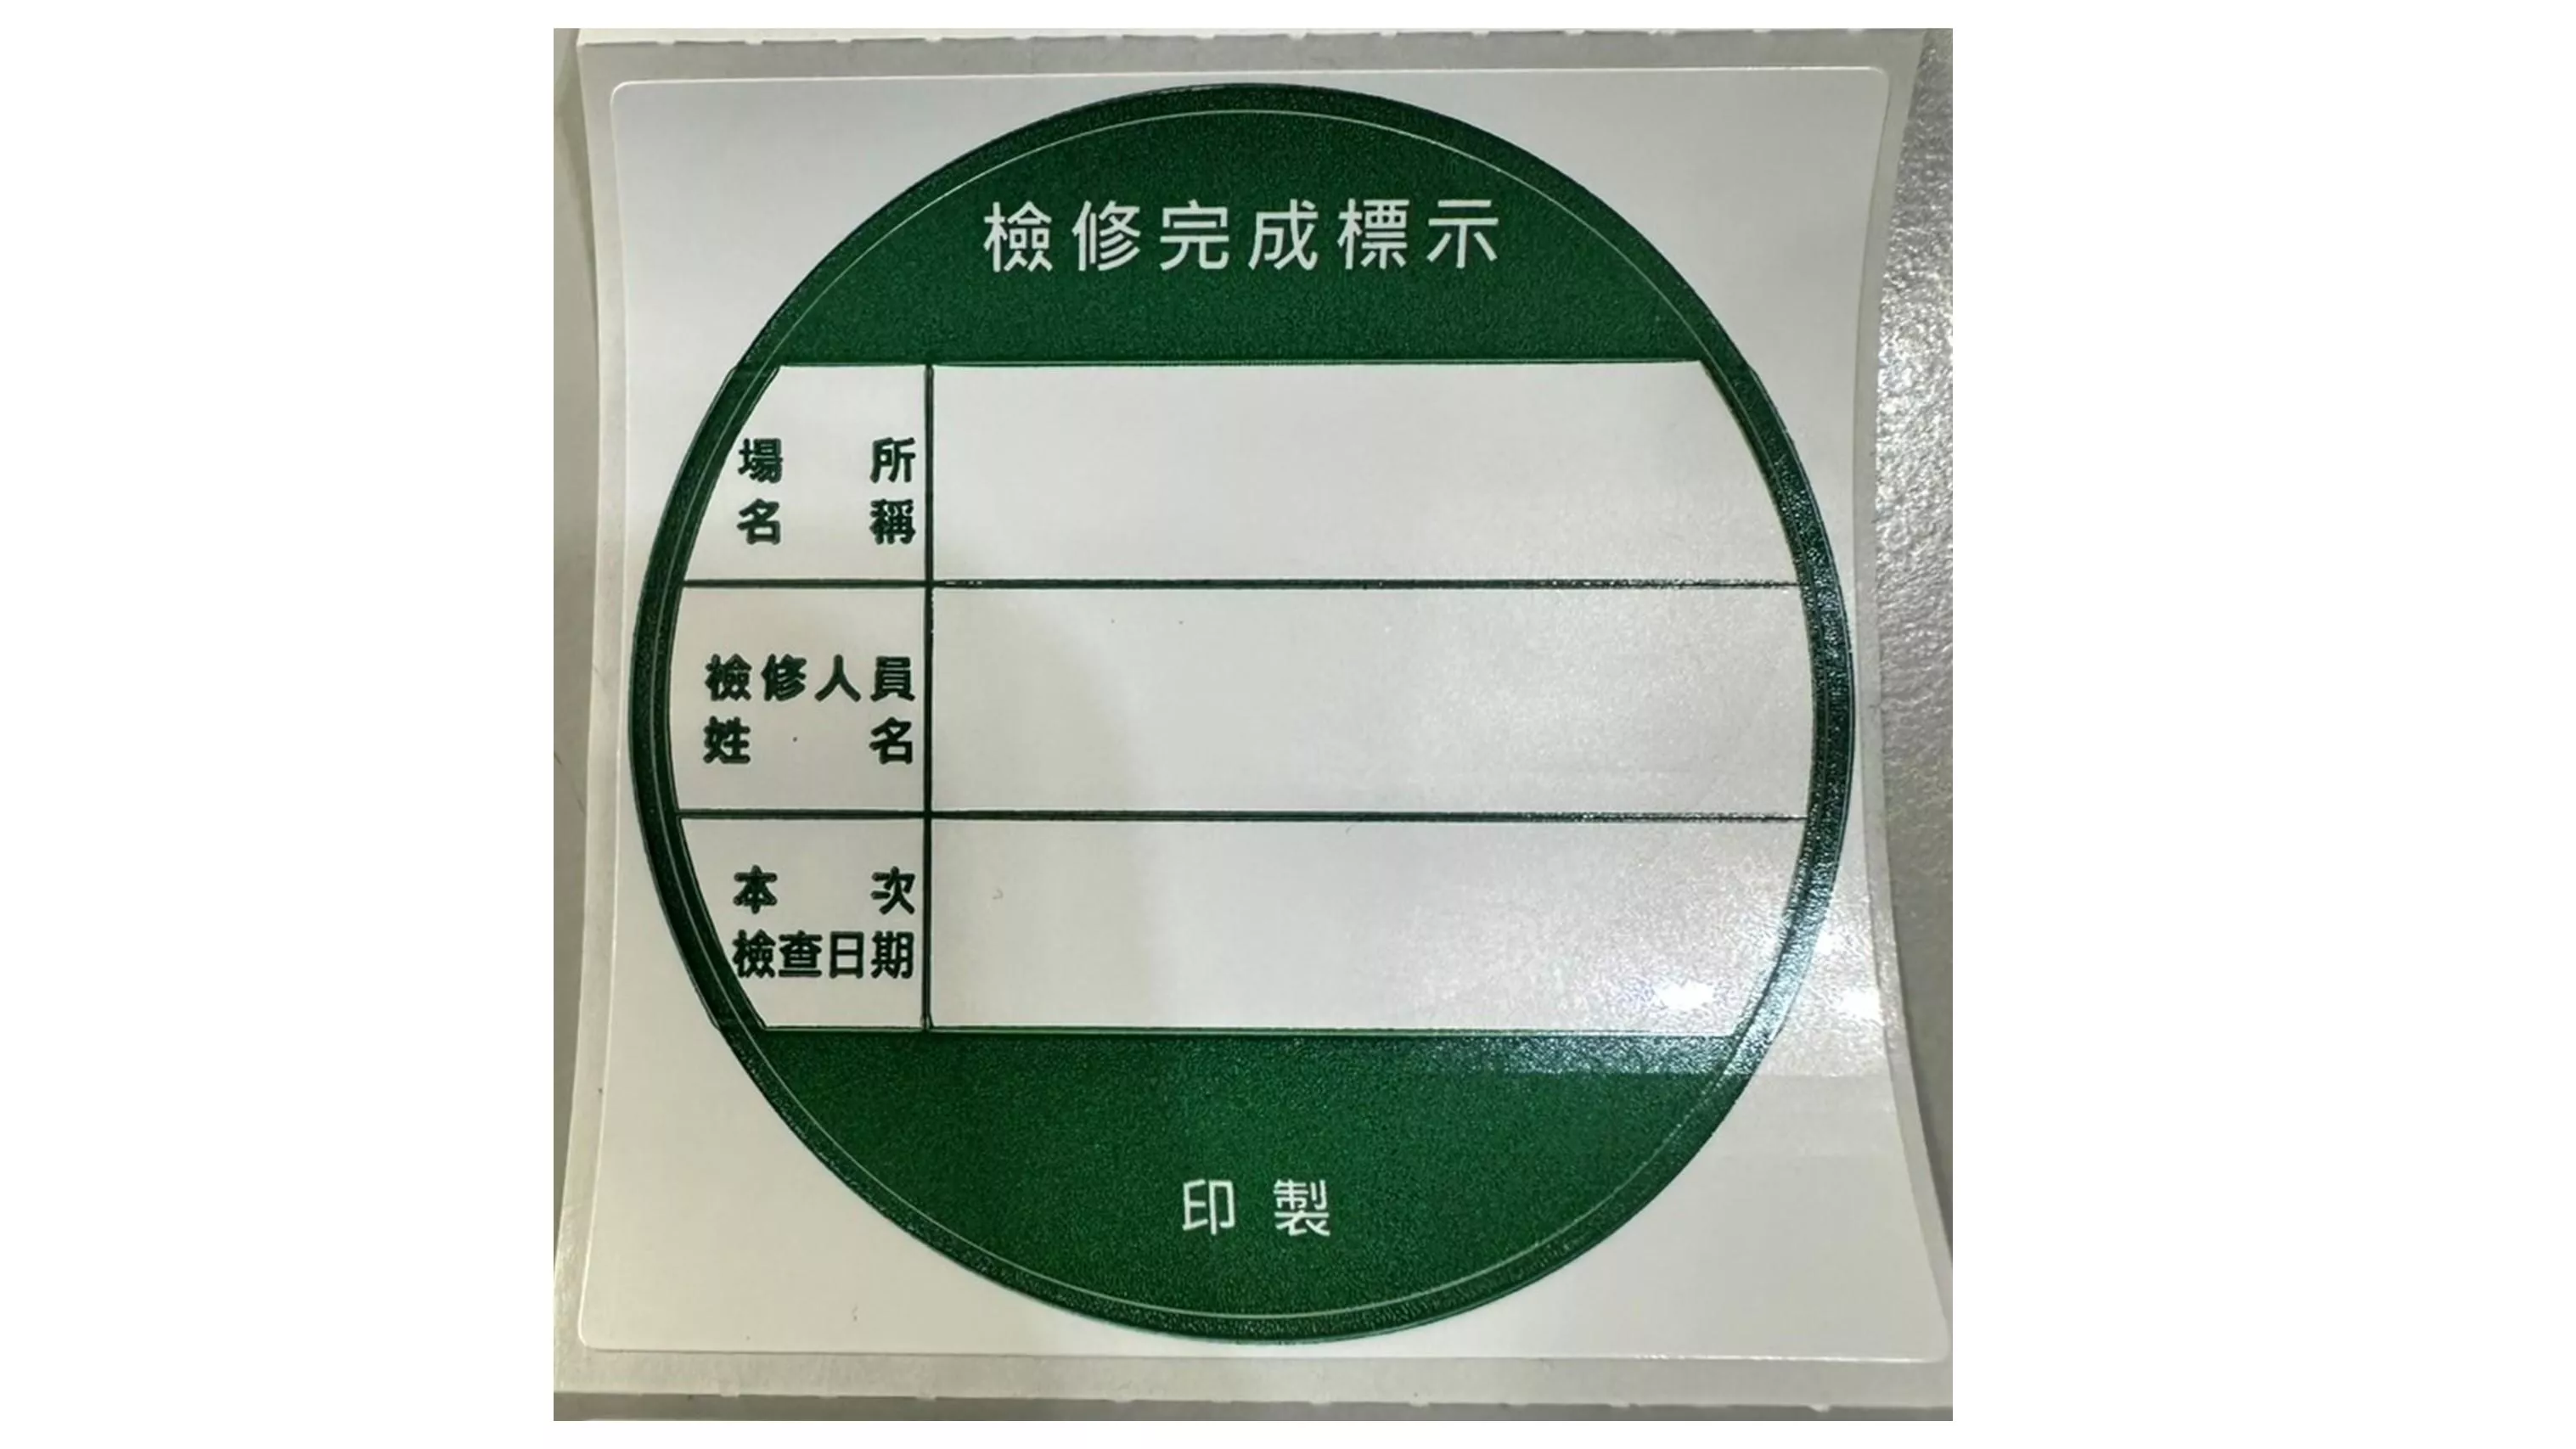 檢修完成標示
場所
名稱
檢修人員
姓名
本次
檢查日期
印製